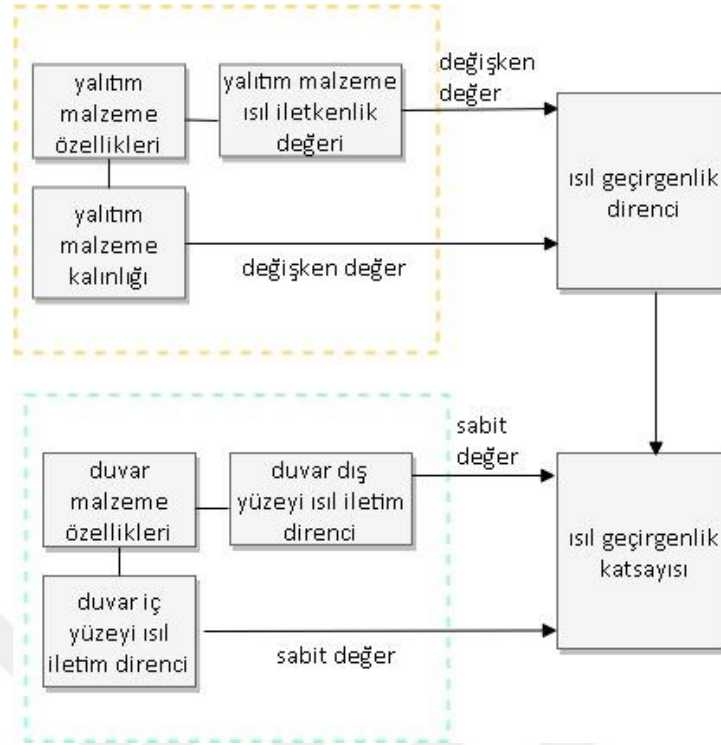 yalıtım
malzeme
özellikleri
yalıtım malzeme
ısıl iletkenlik
değeri
değişken
değer
yalıtım
malzeme
kalınlığı
değişken değer
ısıl geçirgenlik
direnci
duvar
malzeme
özellikleri
duvar dış
yüzeyi ısıl iletim
direnci
sabit
değer
duvar iç
yüzeyi ısıl
iletim direnci
sabit değer
ısıl geçirgenlik
katsayısı